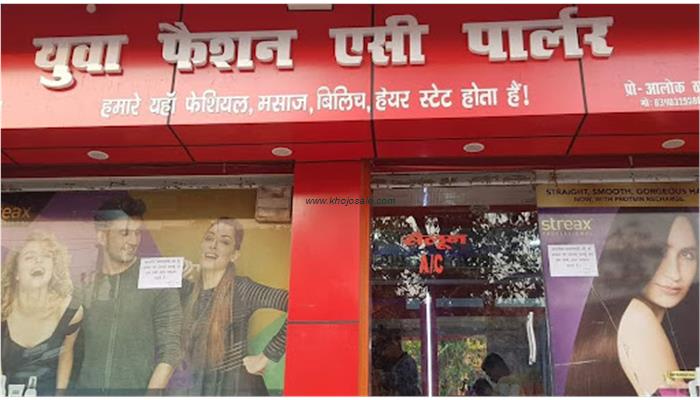 युवा फैशन एसी पार्लर
हमारे यहाँ फेशियल, मसाज, बिलिच, हेयर स्टेट होता हैं!
प्रो-आलोक
मो:
www.khojosale.com
STRAIGHT, SMOOTH, GORGEOUS
NOW, WITH PROTEIN RECHARGE
streax
PROFESSIONAL
streax
सैलून
A/C